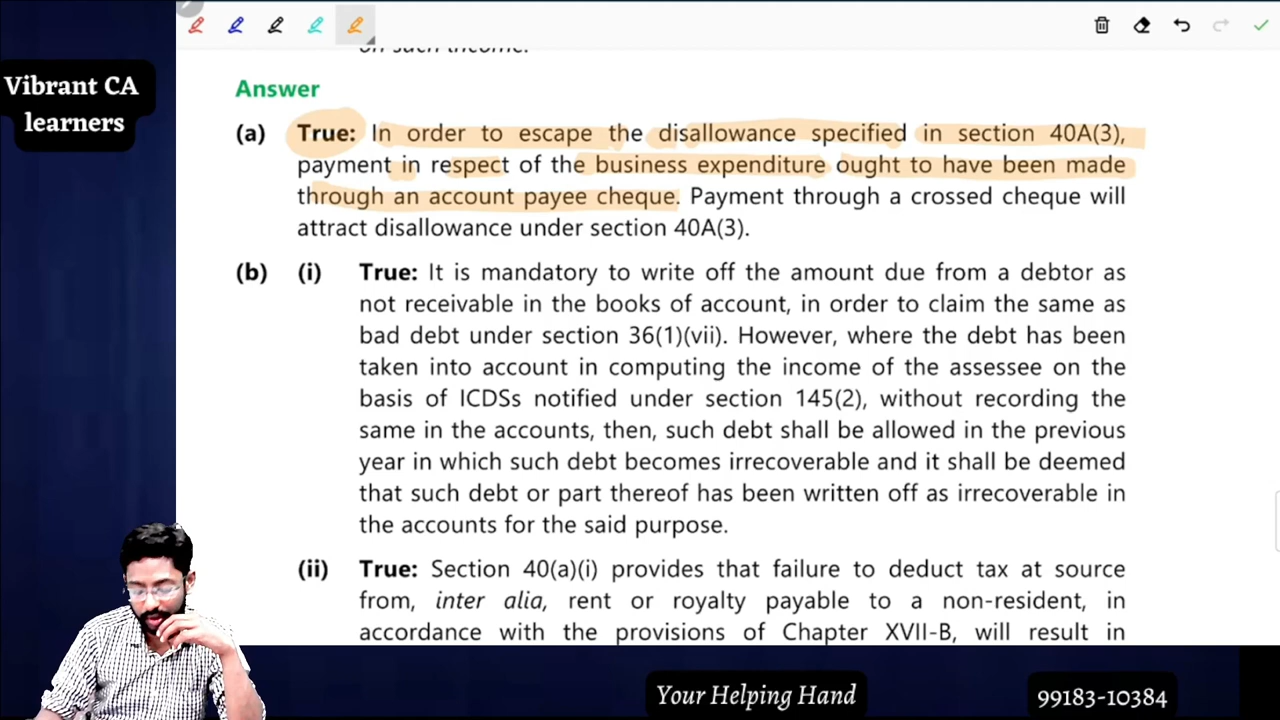 Vibrant CA
learners
on such income.
Answer
(a) True: In order to escape the disallowance specified in section 40A(3),
payment in respect of the business expenditure ought to have been made
through an account payee cheque. Payment through a crossed cheque will
attract disallowance under section 40A(3).
(b) (i) True: It is mandatory to write off the amount due from a debtor as
not receivable in the books of account, in order to claim the same as
bad debt under section 36(1)(vii). However, where the debt has been
taken into account in computing the income of the assessee on the
basis of ICDSs notified under section 145(2), without recording the
same in the accounts, then, such debt shall be allowed in the previous
year in which such debt becomes irrecoverable and it shall be deemed
that such debt or part thereof has been written off as irrecoverable in
the accounts for the said purpose.
(ii) True: Section 40(a)(i) provides that failure to deduct tax at source
from, inter alia, rent or royalty payable to a non-resident, in
accordance with the provisions of Chapter XVII-B, will result in
Your Helping Hand
99183-10384